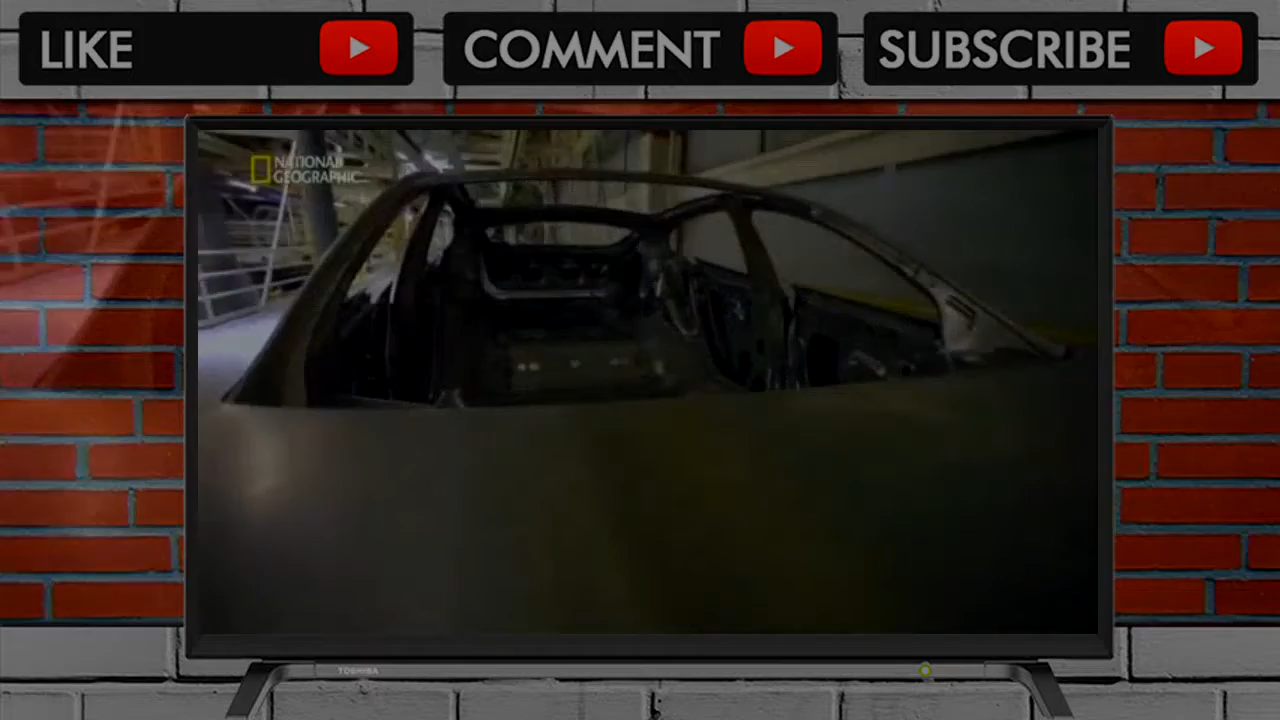 LIKE
COMMENT
SUBSCRIBE
NATIONAL
GEOGRAPHIC
TOSHIBA